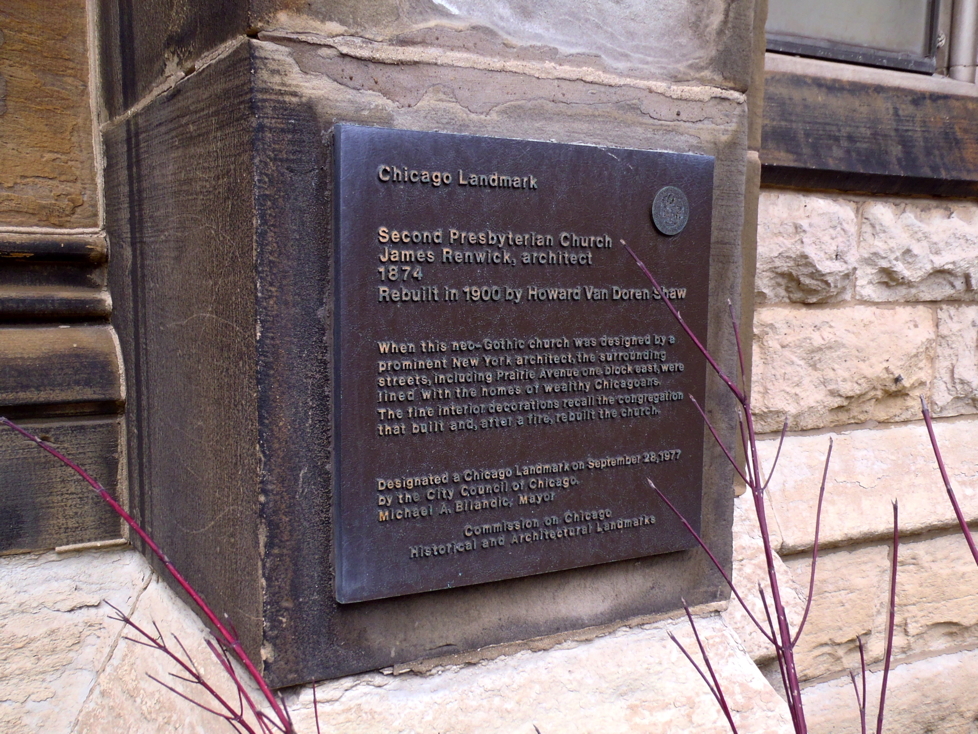 Chicago Landmark
Second Presbyterian Church
James Renwick, architect
1874
Rebuilt in 1900 by Howard Van Doren Shaw
When this neo-Gothic church was designed by a
prominent New York architect, the surrounding
streets, including Prairie Avenue one block east, were
lined with the homes of wealthy Chicagoans.
The fine interior decorations recall the congregation
that built and, after a fire, rebuilt the church.
Designated a Chicago Landmark on September 28, 1977
by the City Council of Chicago.
Michael A. Bilandic, Mayor
Commission on Chicago
Historical and Architectural Landmarks